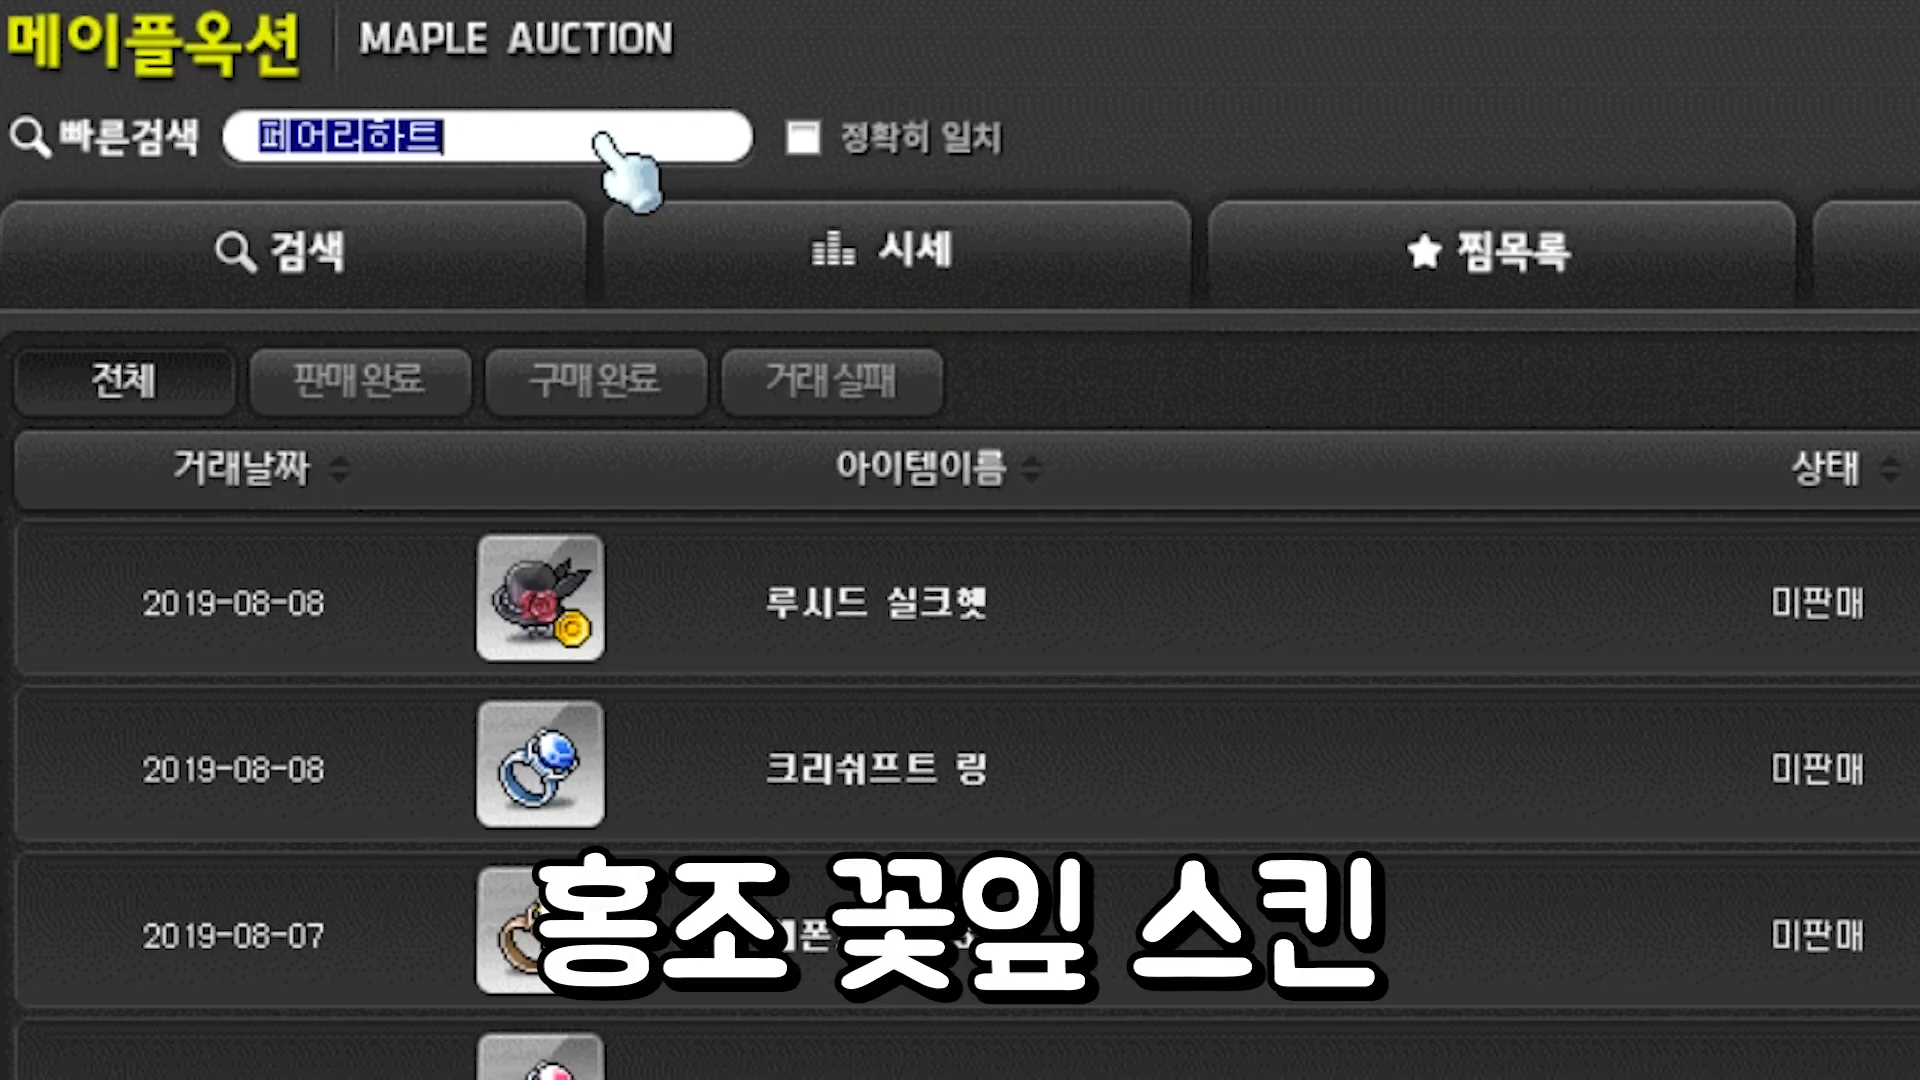 메이플옥션 MAPLE AUCTION
빠른검색 페어리하트 정확히 일치
검색 시세 찜목록
전체 판매 완료 구매 완료 거래 실패
거래날짜 아이템이름 상태
2019-08-08 루시드 실크햇 미판매
2019-08-08 크리쉬프트 링 미판매
2019-08-07 미판매
홍조 꽃잎 스킨